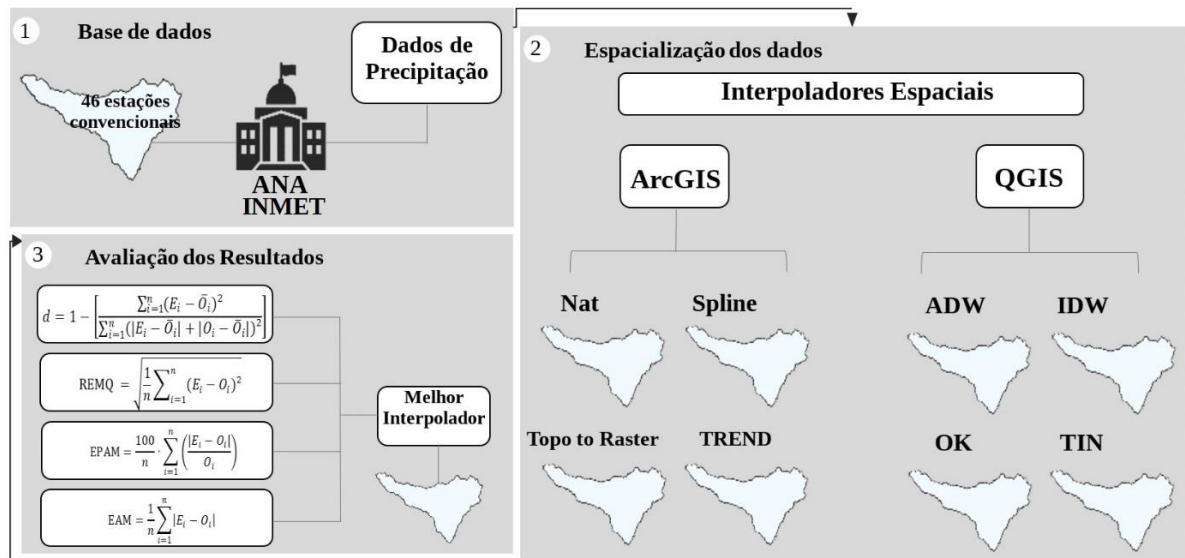 1 Base de dados
46 estações
convencionais
ANA
INMET
Dados de
Precipitação
2 Espacialização dos dados
Interpoladores Espaciais
ArcGIS
QGIS
Nat
Spline
ADW
IDW
Topo to Raster
TREND
OK
TIN
3 Avaliação dos Resultados
d = 1 − [∑ⁿᵢ₌₁(Eᵢ − Ōᵢ)² / ∑ⁿᵢ₌₁(|Eᵢ − Ōᵢ| + |Oᵢ − Ōᵢ|)²]
REMQ = √(1/n ∑ⁿᵢ₌₁ (Eᵢ − Oᵢ)²)
EPAM = 100/n · ∑ⁿᵢ₌₁ (|Eᵢ − Oᵢ| / Oᵢ)
EAM = 1/n ∑ⁿᵢ₌₁ |Eᵢ − Oᵢ|
Melhor
Interpolador